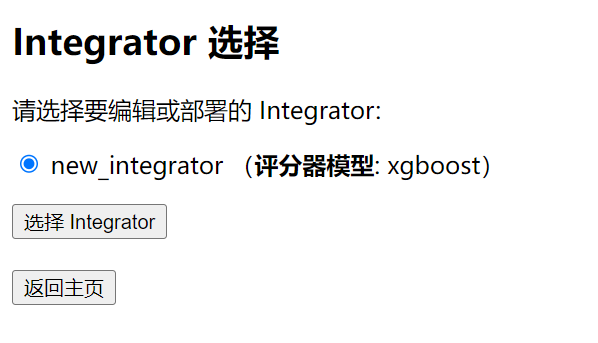 Integrator 选择
请选择要编辑或部署的 Integrator:
new_integrator （评分器模型: xgboost）
选择 Integrator
返回主页